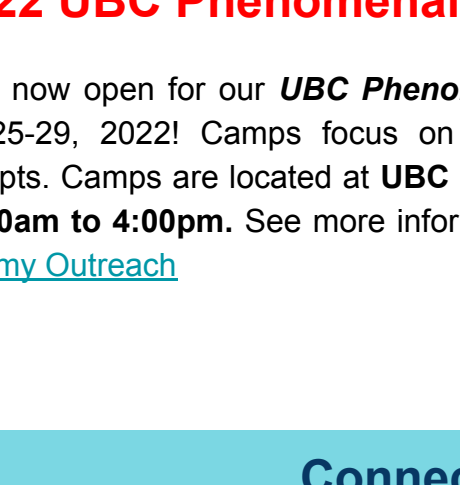 22 UBC Phenomenal
now open for our UBC Pheno
25-29, 2022! Camps focus on
pts. Camps are located at UBC
0am to 4:00pm. See more infor
my Outreach
Connec